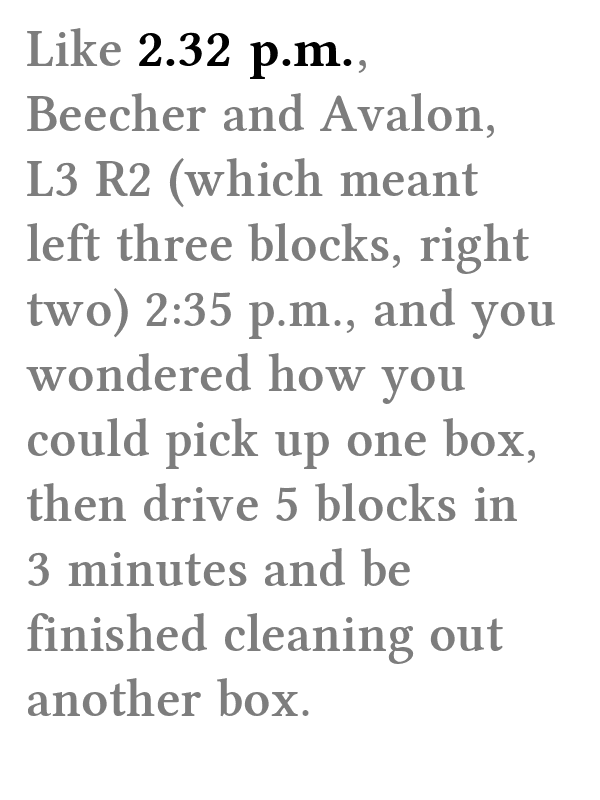 Like 2.32 p.m.,
Beecher and Avalon,
L3 R2 (which meant
left three blocks, right
two) 2:35 p.m., and you
wondered how you
could pick up one box,
then drive 5 blocks in
3 minutes and be
finished cleaning out
another box.